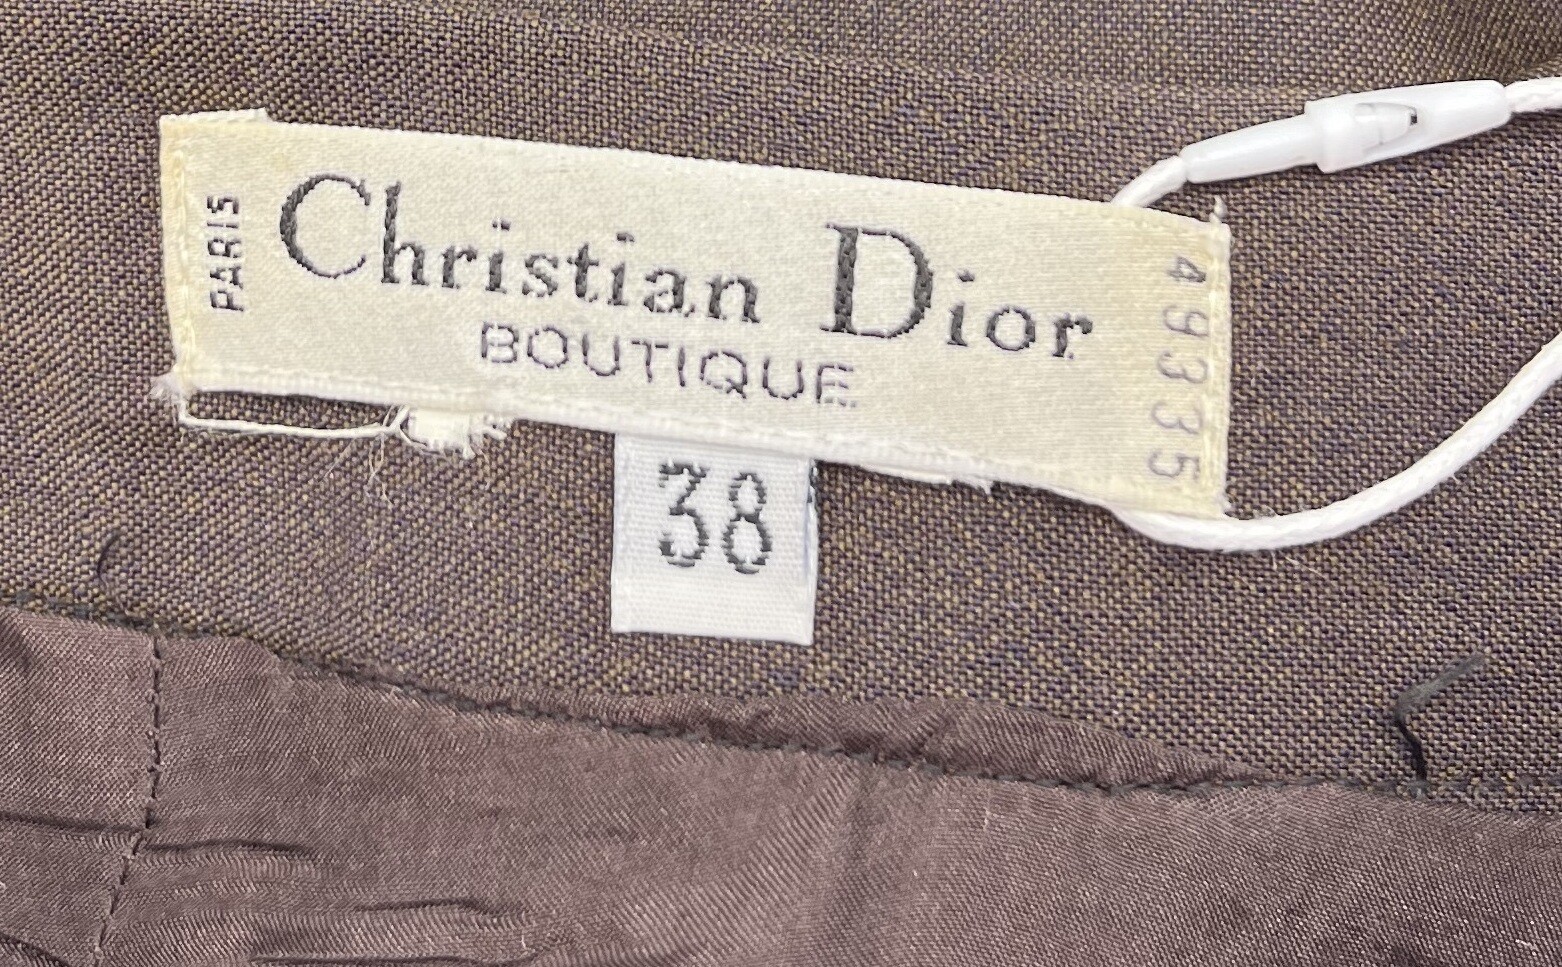 PARIS
Christian Dior
BOUTIQUE
49335
38